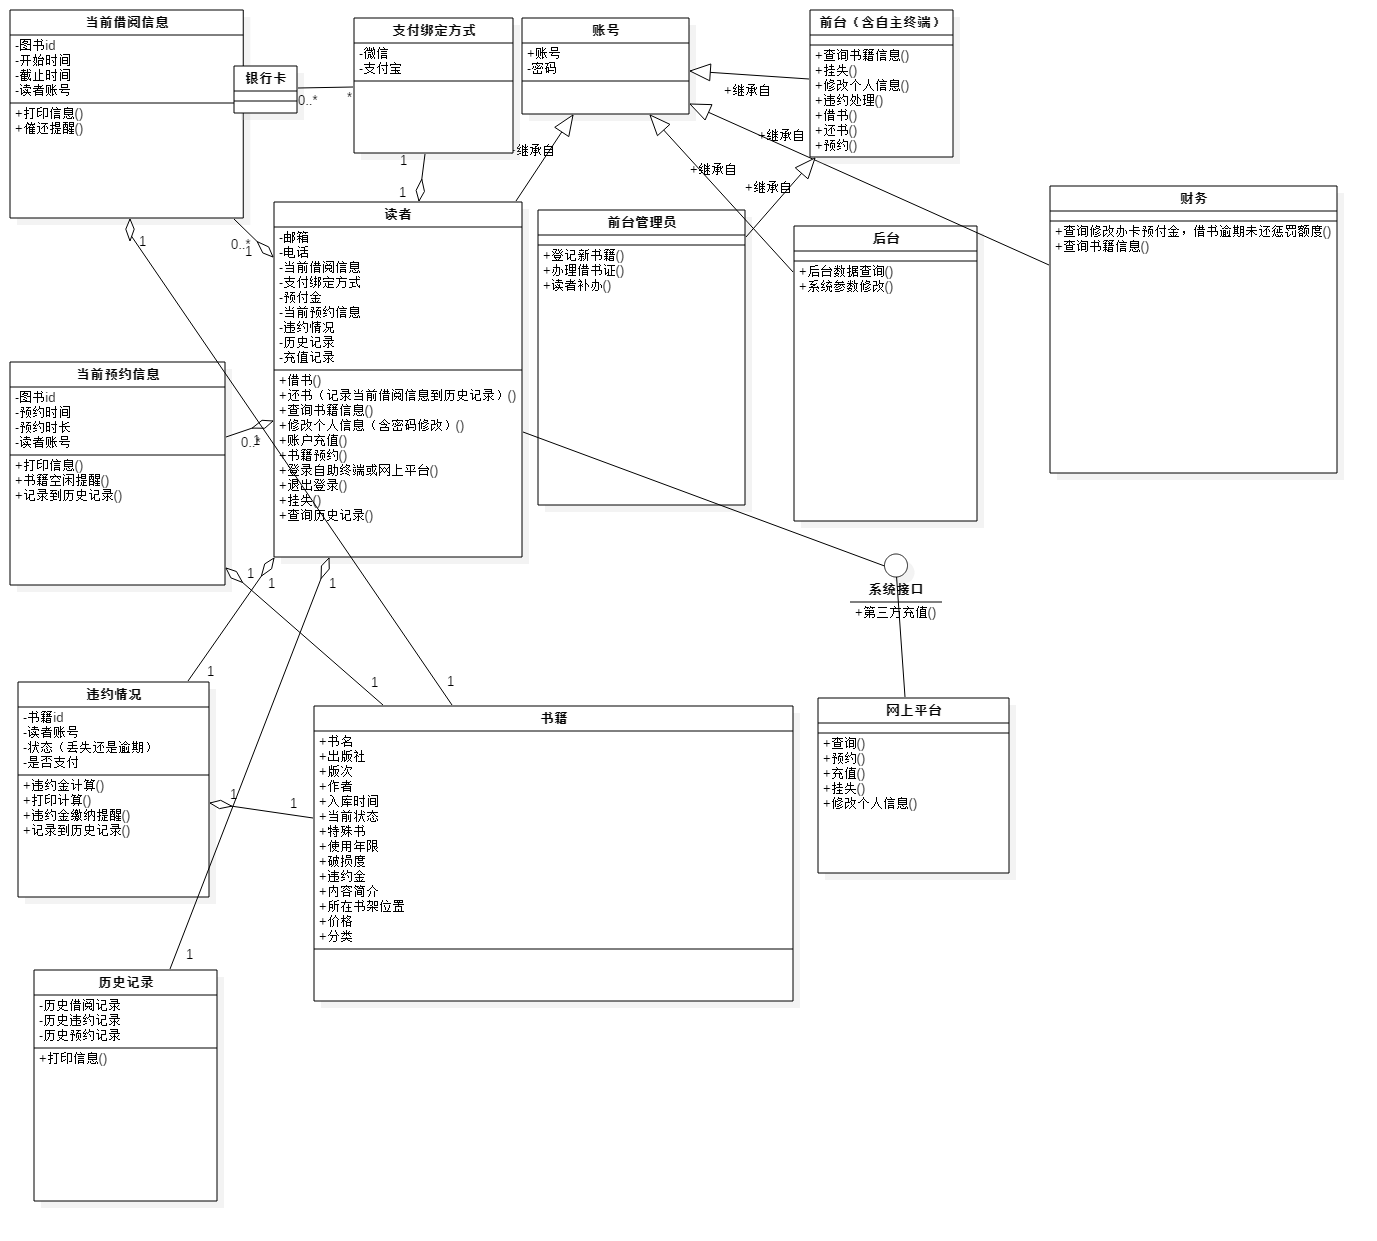 当前借阅信息
-图书id
-开始时间
-截止时间
-读者账号
+打印信息()
+催还提醒()
银行卡
0..*
*
支付绑定方式
-微信
-支付宝
账号
+账号
-密码
前台（含自主终端）
+查询书籍信息()
+挂失()
+修改个人信息()
+违约处理()
+借书()
+还书()
+预约()
+继承自
+继承自
+继承自
+继承自
+继承自
1
1
0..*
1
1
读者
-邮箱
-电话
-当前借阅信息
-支付绑定方式
-预付金
-当前预约信息
-违约情况
-历史记录
-充值记录
+借书()
+还书（记录当前借阅信息到历史记录）()
+查询书籍信息()
+修改个人信息（含密码修改）()
+账户充值()
+书籍预约()
+登录自助终端或网上平台()
+退出登录()
+挂失()
+查询历史记录()
前台管理员
+登记新书籍()
+办理借书证()
+读者补办()
后台
+后台数据查询()
+系统参数修改()
财务
+查询修改办卡预付金，借书逾期未还惩罚额度()
+查询书籍信息()
当前预约信息
-图书id
-预约时间
-预约时长
-读者账号
+打印信息()
+书籍空闲提醒()
+记录到历史记录()
0..*
1
1
1
1
系统接口
+第三方充值()
1
1
1
违约情况
-书籍id
-读者账号
-状态（丢失还是逾期）
-是否支付
+违约金计算()
+打印计算()
+违约金缴纳提醒()
+记录到历史记录()
1
1
书籍
+书名
+出版社
+版次
+作者
+入库时间
+当前状态
+特殊书
+使用年限
+破损度
+违约金
+内容简介
+所在书架位置
+价格
+分类
网上平台
+查询()
+预约()
+充值()
+挂失()
+修改个人信息()
1
历史记录
-历史借阅记录
-历史违约记录
-历史预约记录
+打印信息()